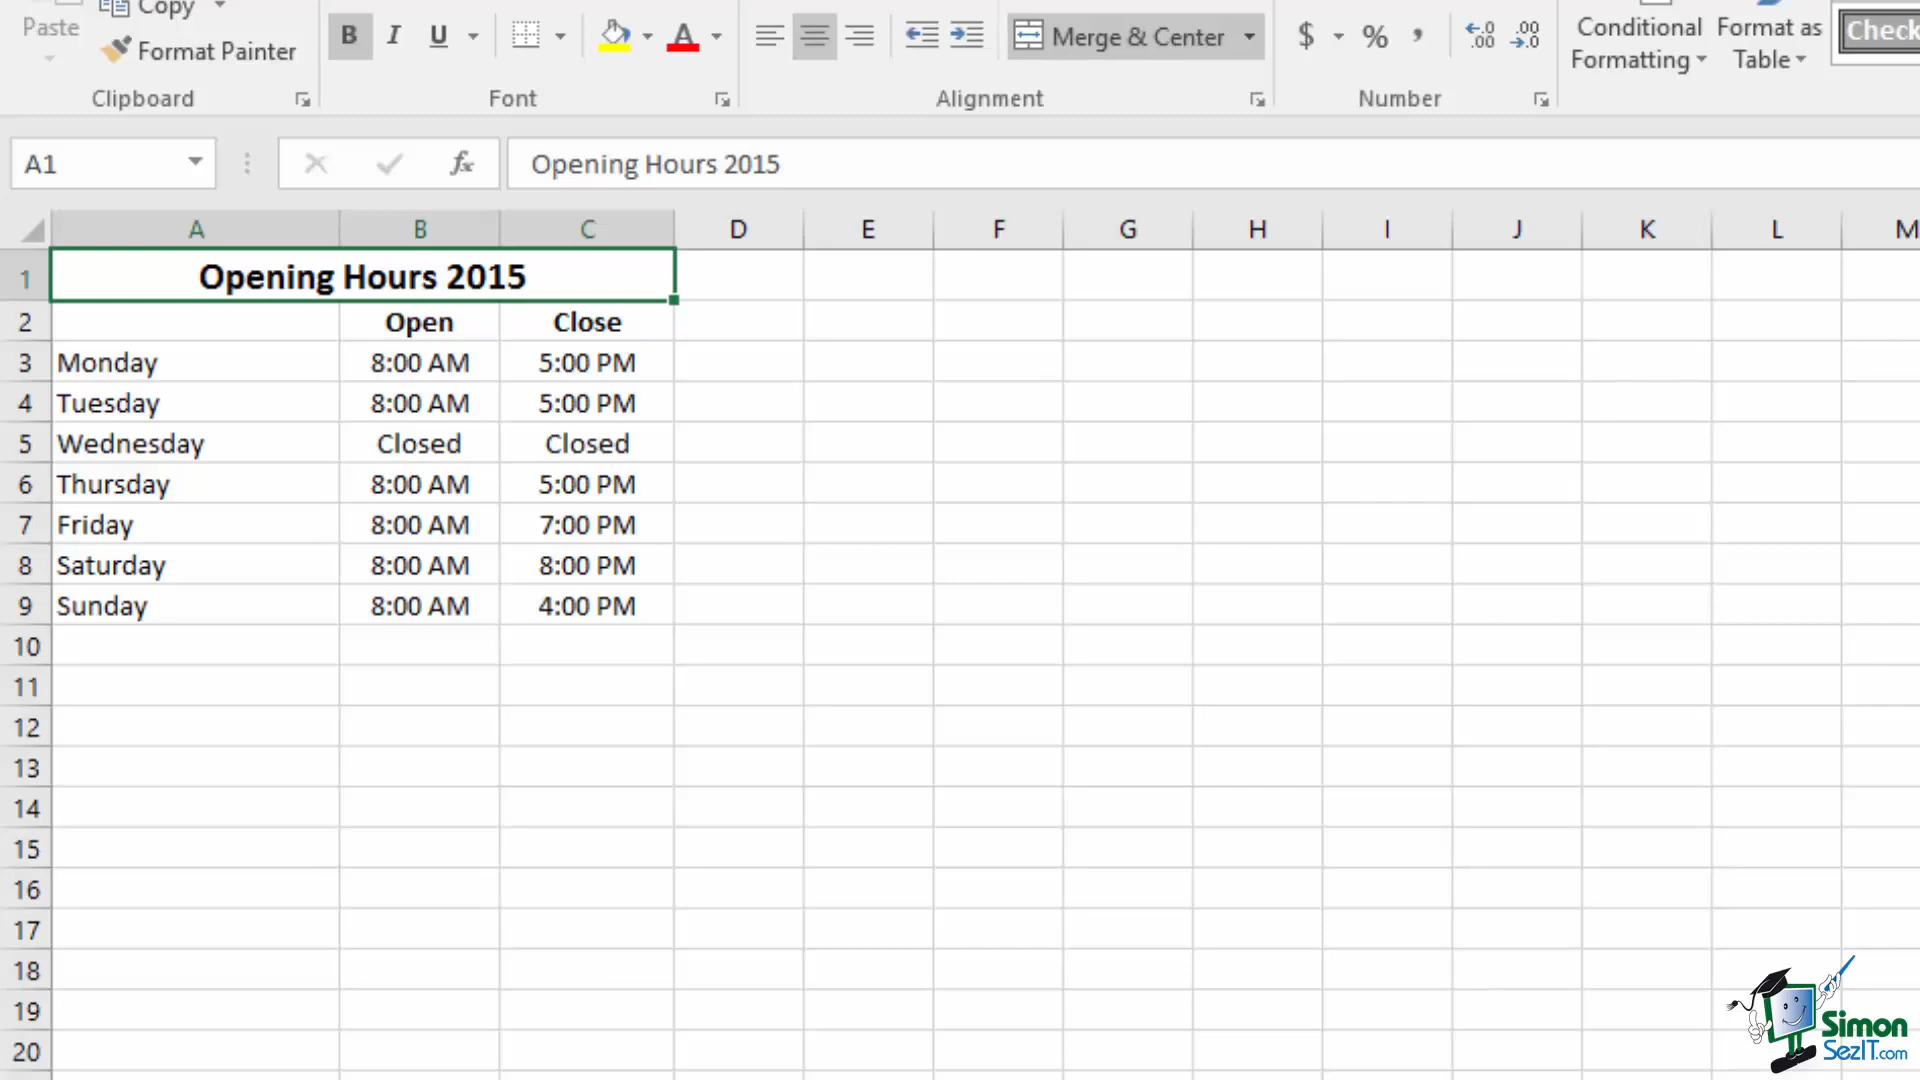 Paste
Copy
Format Painter
B I U
A
Merge & Center
$ % ,
Conditional Formatting
Format as Table
Check
Clipboard
Font
Alignment
Number
A1
fx
Opening Hours 2015
A B C D E F G H I J K L M
1 Opening Hours 2015
2 Open Close
3 Monday 8:00 AM 5:00 PM
4 Tuesday 8:00 AM 5:00 PM
5 Wednesday Closed Closed
6 Thursday 8:00 AM 5:00 PM
7 Friday 8:00 AM 7:00 PM
8 Saturday 8:00 AM 8:00 PM
9 Sunday 8:00 AM 4:00 PM
10
11
12
13
14
15
16
17
18
19
20
Simon
SezIT.com